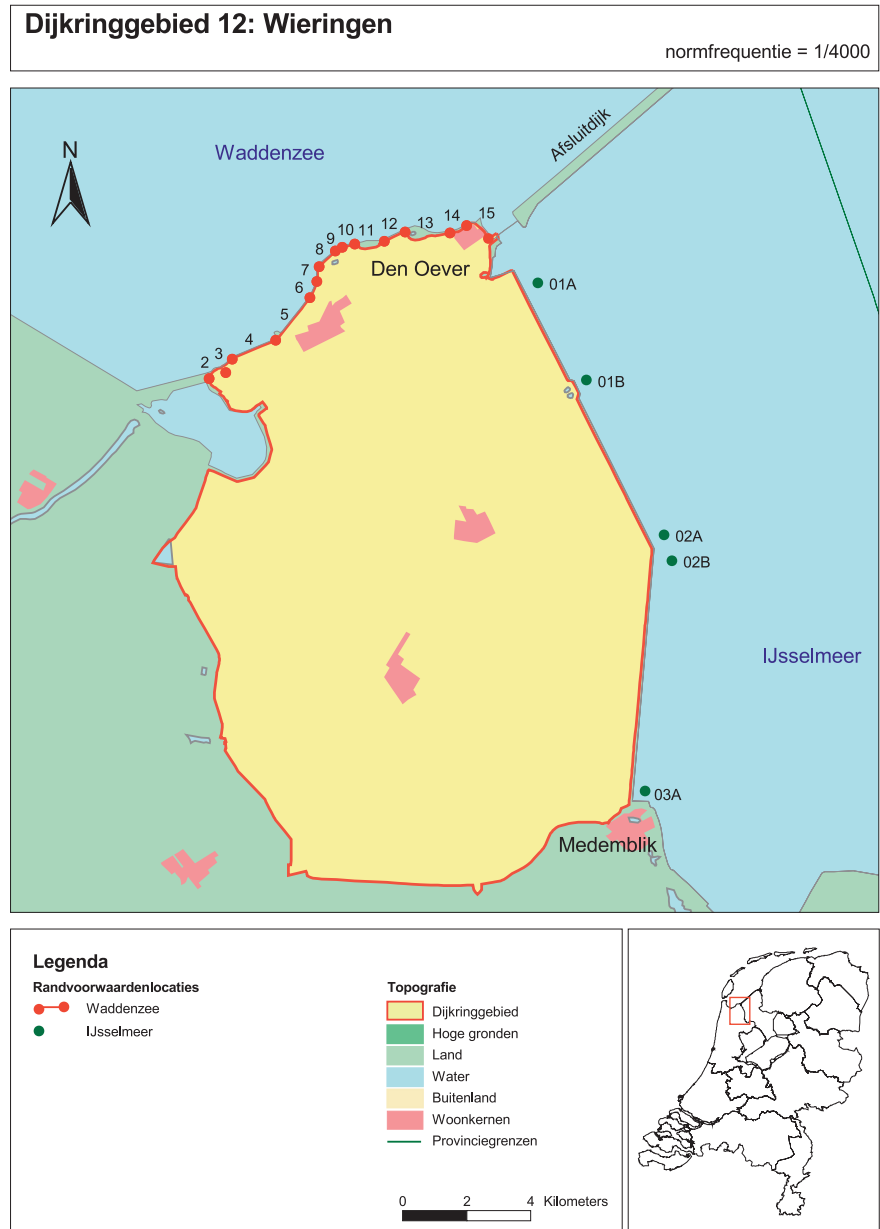 Dijkringgebied 12: Wieringen
normfrequentie = 1/4000
N
Waddenzee
Afsluitdijk
2
3
4
5
6
7
8
9
10
11
12
13
14
15
Den Oever
01A
01B
02A
02B
IJsselmeer
03A
Medemblik
Legenda
Randvoorwaardenlocaties
Waddenzee
IJsselmeer
Topografie
Dijkringgebied
Hoge gronden
Land
Water
Buitenland
Woonkernen
Provinciegrenzen
0 2 4 Kilometers